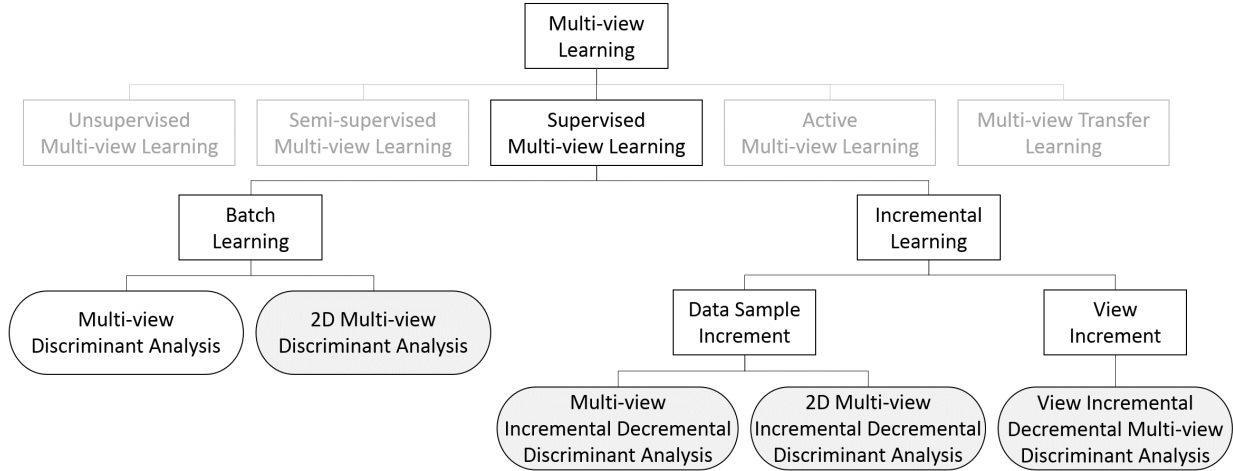 Multi-view
Learning
Unsupervised
Multi-view Learning
Semi-supervised
Multi-view Learning
Supervised
Multi-view Learning
Active
Multi-view Learning
Multi-view Transfer
Learning
Batch
Learning
Incremental
Learning
Multi-view
Discriminant Analysis
2D Multi-view
Discriminant Analysis
Data Sample
Increment
View
Increment
Multi-view
Incremental Decremental
Discriminant Analysis
2D Multi-view
Incremental Decremental
Discriminant Analysis
View Incremental
Decremental Multi-view
Discriminant Analysis